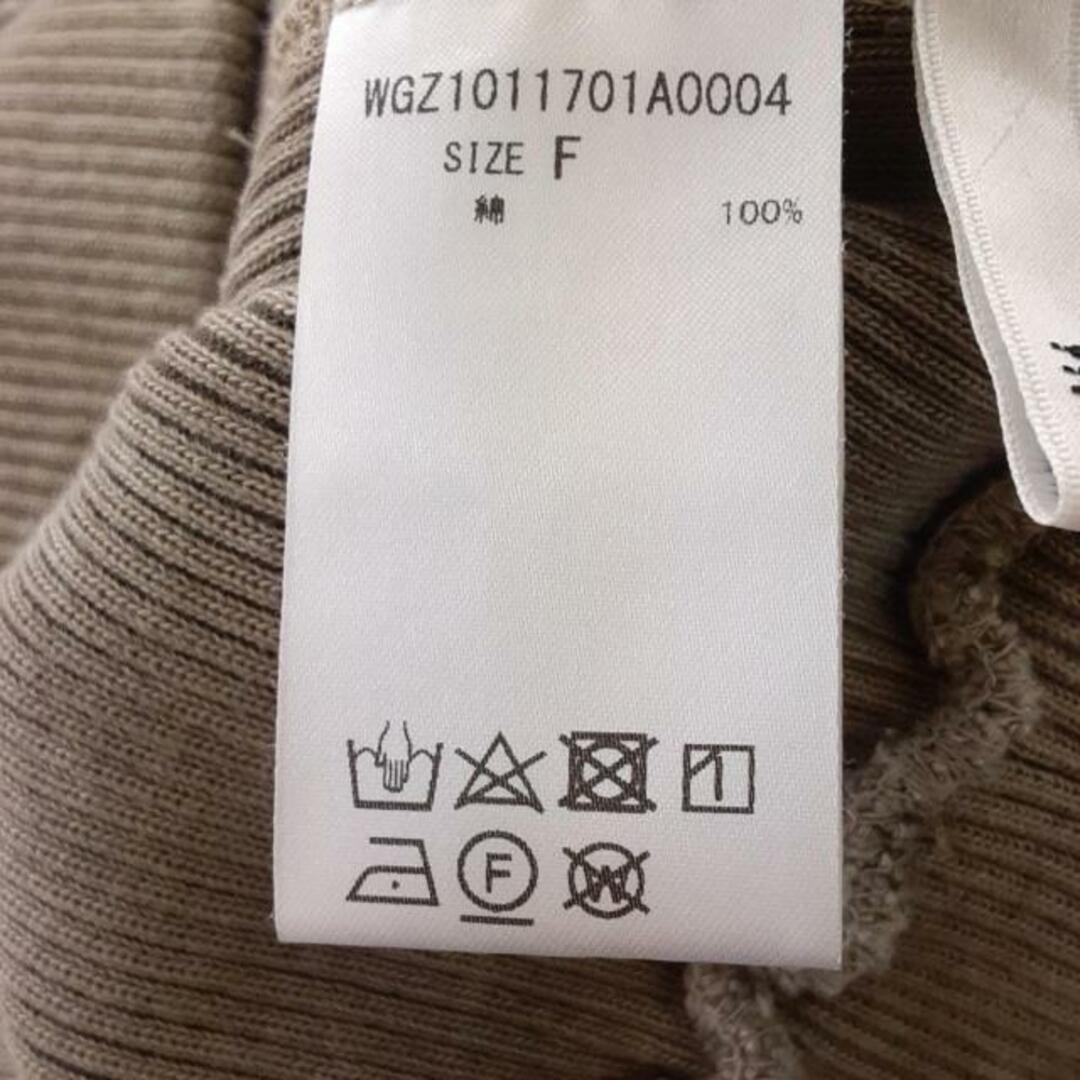 WGZ1011701A0004
SIZE F
綿 100%
F W